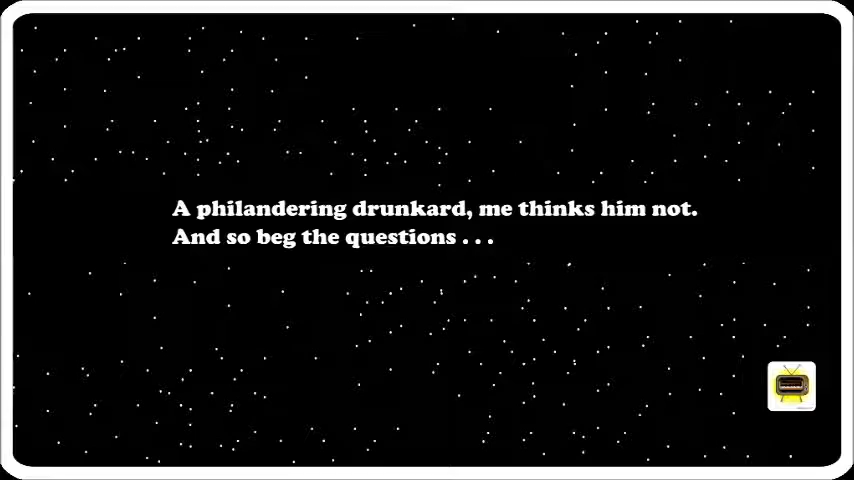 A philandering drunkard, me thinks him not.
And so beg the questions . . .